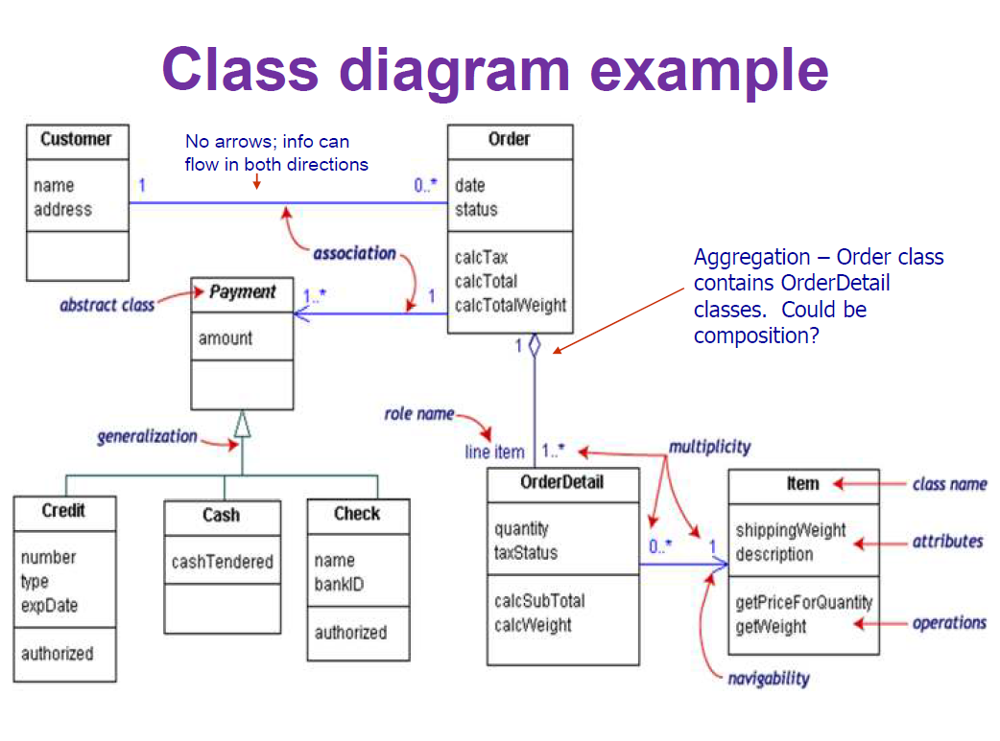 Class diagram example
Customer
name
address
No arrows; info can
flow in both directions
1
0..*
Order
date
status
calcTax
calcTotal
calcTotalWeight
association
abstract class
Payment
amount
1..*
1
Aggregation – Order class
contains OrderDetail
classes. Could be
composition?
1
generalization
role name
line item
1..*
multiplicity
Credit
number
type
expDate
authorized
Cash
cashTendered
Check
name
bankID
authorized
OrderDetail
quantity
taxStatus
calcSubTotal
calcWeight
0..*
1
Item
shippingWeight
description
getPriceForQuantity
getWeight
class name
attributes
operations
navigability